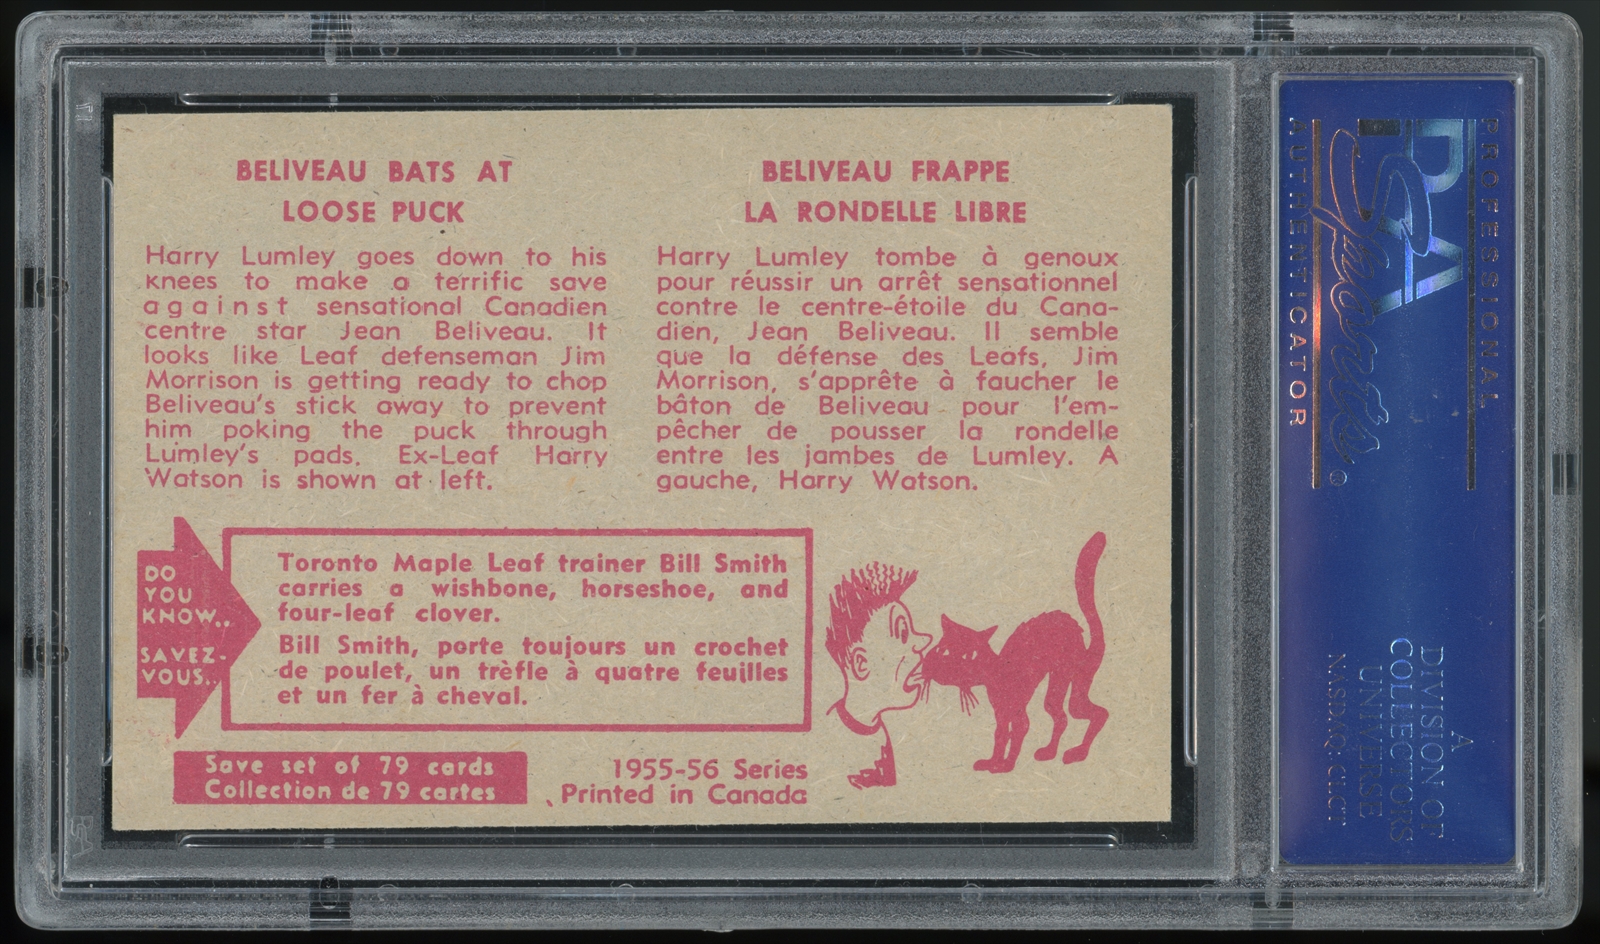 BELIVEAU BATS AT
LOOSE PUCK
Harry Lumley goes down to his
knees to make a terrific save
against sensational Canadien
centre star Jean Beliveau. It
looks like Leaf defenseman Jim
Morrison is getting ready to chop
Beliveau's stick away to prevent
him poking the puck through
Lumley's pads. Ex-Leaf Harry
Watson is shown at left.
BELIVEAU FRAPPE
LA RONDELLE LIBRE
Harry Lumley tombe à genoux
pour réussir un arrêt sensationnel
contre le centre-étoile du Cana-
dien, Jean Beliveau. Il semble
que la défense des Leafs, Jim
Morrison, s'apprête à faucher le
bâton de Beliveau pour l'em-
pêcher de pousser la rondelle
entre les jambes de Lumley. A
gauche, Harry Watson.
DO
YOU
KNOW..
SAVEZ-
VOUS..
Toronto Maple Leaf trainer Bill Smith
carries a wishbone, horseshoe, and
four-leaf clover.
Bill Smith, porte toujours un crochet
de poulet, un trèfle à quatre feuilles
et un fer à cheval.
Save set of 79 cards
Collection de 79 cartes
1955-56 Series
Printed in Canada
PROFESSIONAL
PSA
Sports
®
AUTHENTICATOR
A
DIVISION OF
COLLECTORS
UNIVERSE
NASDAQ: CLCT